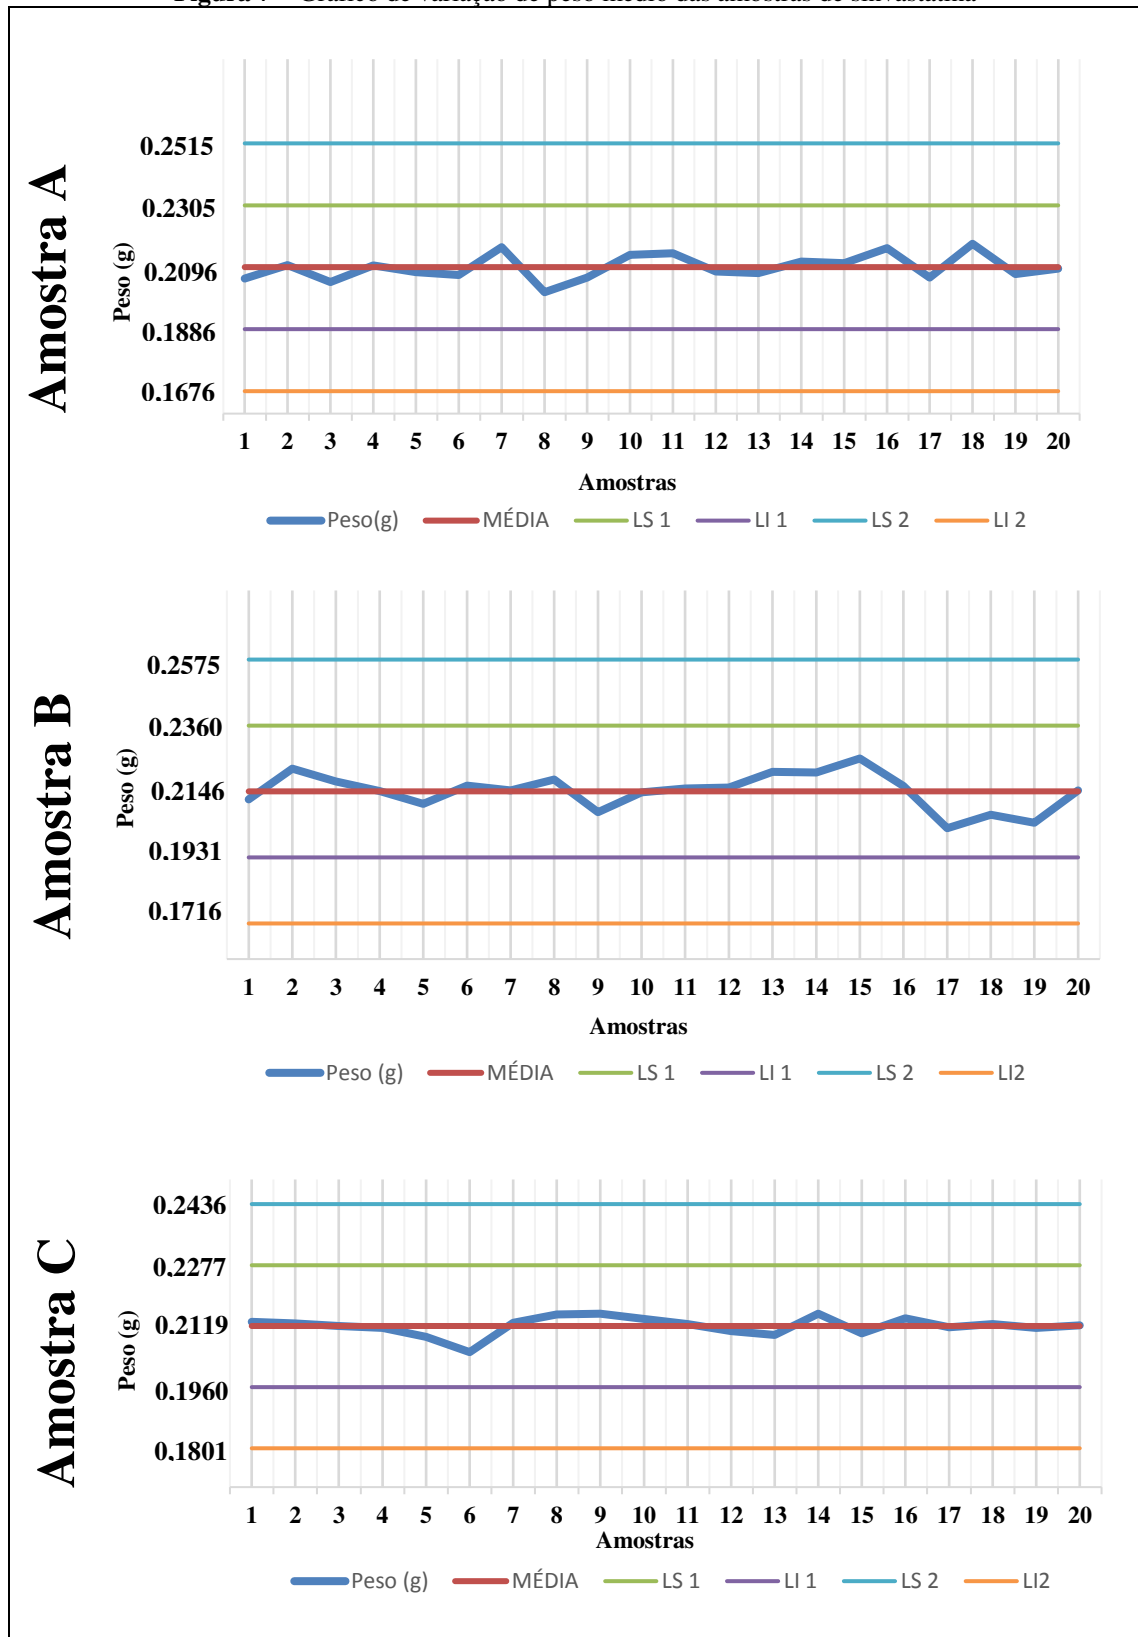 Amostra A
Peso (g)
0.2515
0.2305
0.2096
0.1886
0.1676
1 2 3 4 5 6 7 8 9 10 11 12 13 14 15 16 17 18 19 20
Amostras
Peso(g) MÉDIA LS 1 LI 1 LS 2 LI 2
Amostra B
Peso (g)
0.2575
0.2360
0.2146
0.1931
0.1716
1 2 3 4 5 6 7 8 9 10 11 12 13 14 15 16 17 18 19 20
Amostras
Peso (g) MÉDIA LS 1 LI 1 LS 2 LI2
Amostra C
Peso (g)
0.2436
0.2277
0.2119
0.1960
0.1801
1 2 3 4 5 6 7 8 9 10 11 12 13 14 15 16 17 18 19 20
Amostras
Peso (g) MÉDIA LS 1 LI 1 LS 2 LI2